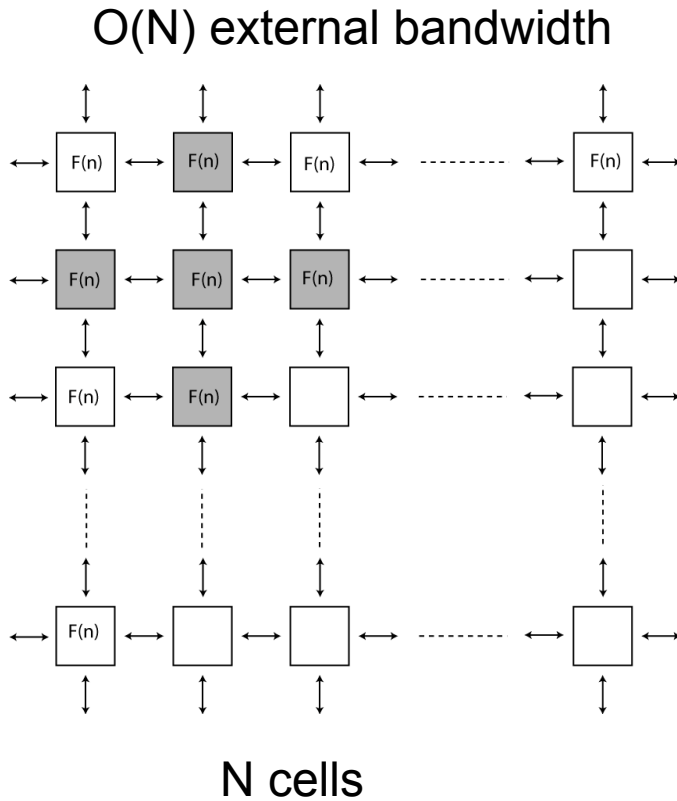 O(N) external bandwidth
F(n) F(n) F(n) F(n)
F(n) F(n) F(n)
F(n) F(n)
F(n)
N cells